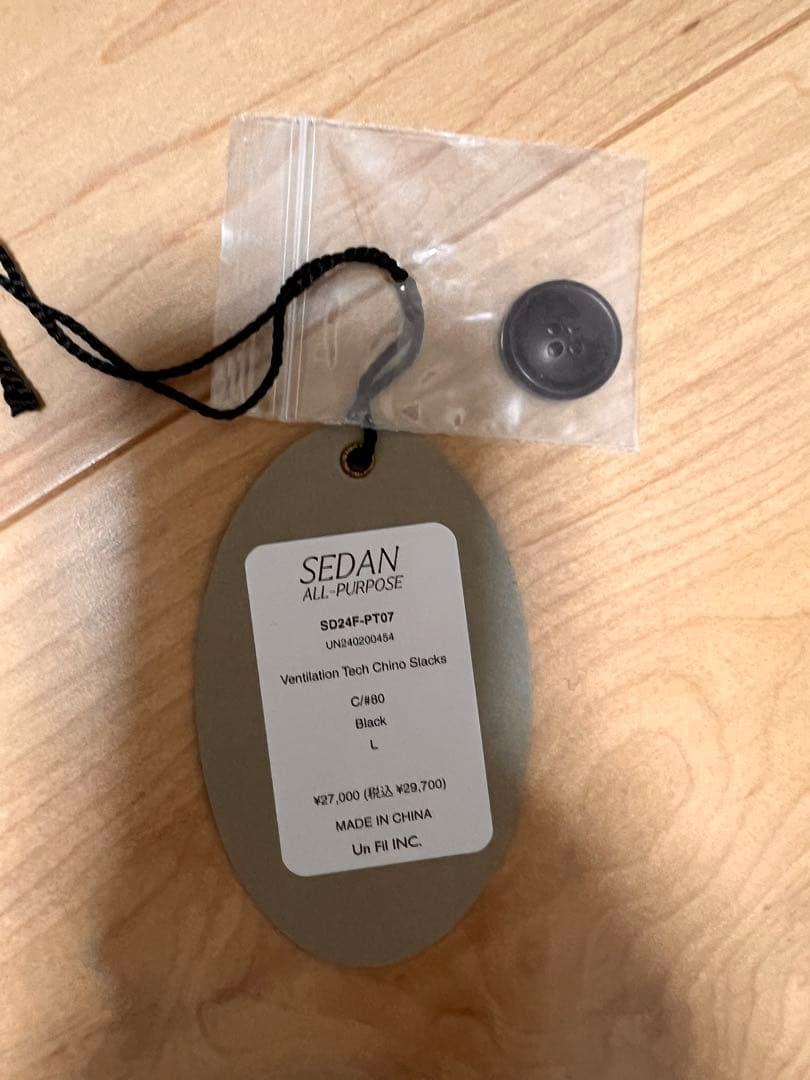 SEDAN
ALL-PURPOSE
SD24F-PT07
UN240200454
Ventilation Tech Chino Slacks
C/#80
Black
L
¥27,000 (税込 ¥29,700)
MADE IN CHINA
Un Fil INC.